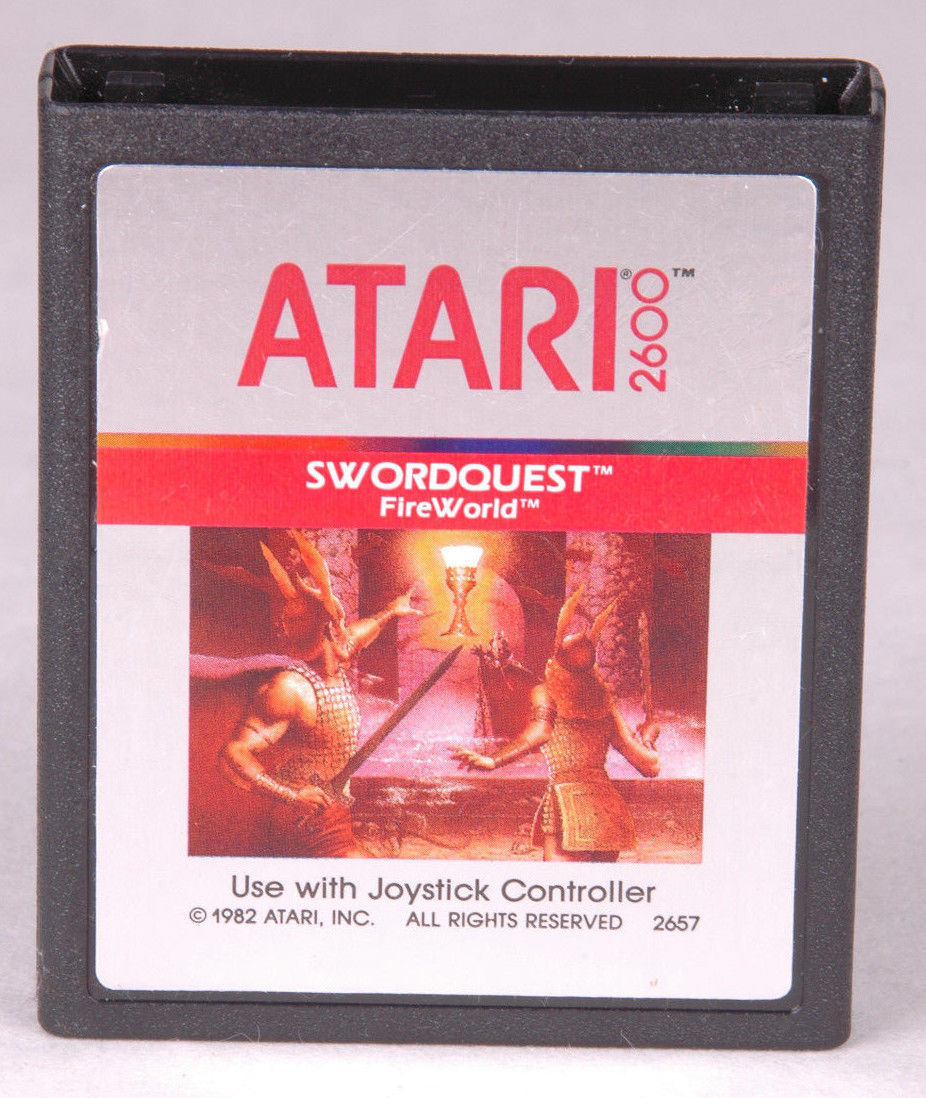 ATARI® 2600™
SWORDQUEST™
FireWorld™
Use with Joystick Controller
© 1982 ATARI, INC. ALL RIGHTS RESERVED 2657